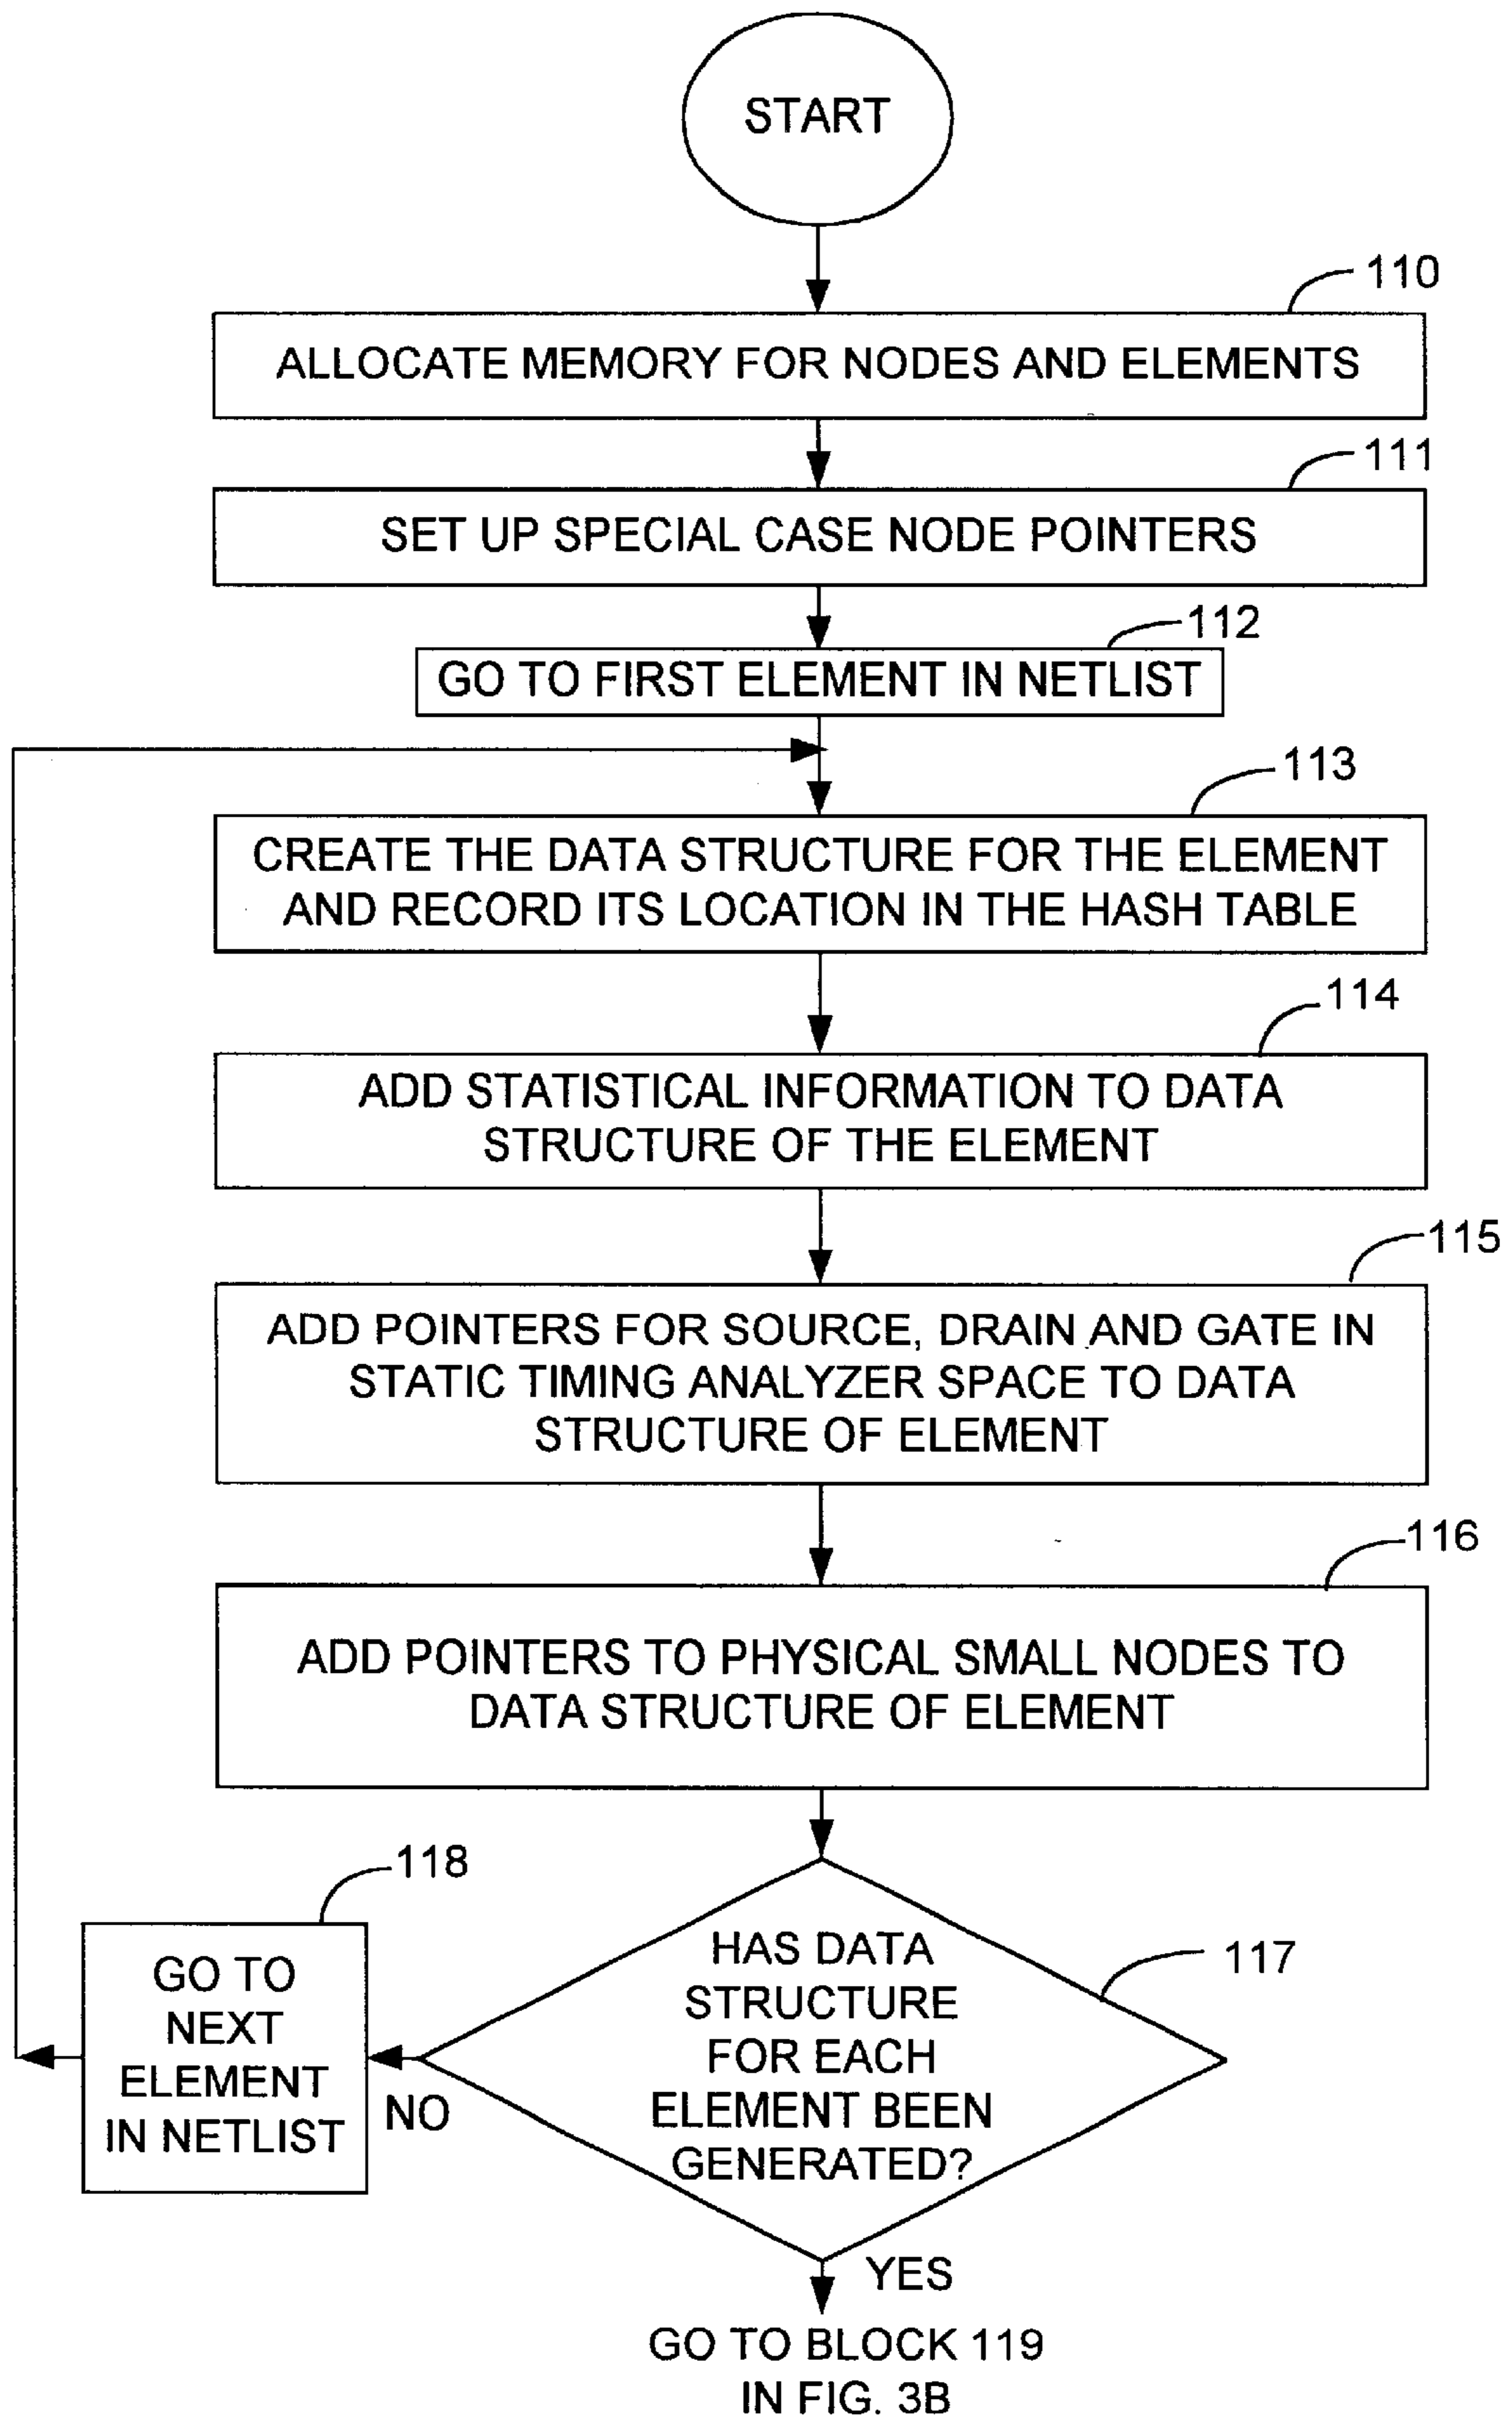 START
110
ALLOCATE MEMORY FOR NODES AND ELEMENTS
111
SET UP SPECIAL CASE NODE POINTERS
112
GO TO FIRST ELEMENT IN NETLIST
113
CREATE THE DATA STRUCTURE FOR THE ELEMENT
AND RECORD ITS LOCATION IN THE HASH TABLE
114
ADD STATISTICAL INFORMATION TO DATA
STRUCTURE OF THE ELEMENT
115
ADD POINTERS FOR SOURCE, DRAIN AND GATE IN
STATIC TIMING ANALYZER SPACE TO DATA
STRUCTURE OF ELEMENT
116
ADD POINTERS TO PHYSICAL SMALL NODES TO
DATA STRUCTURE OF ELEMENT
118
GO TO
NEXT
ELEMENT
IN NETLIST
NO
117
HAS DATA
STRUCTURE
FOR EACH
ELEMENT BEEN
GENERATED?
YES
GO TO BLOCK 119
IN FIG. 3B